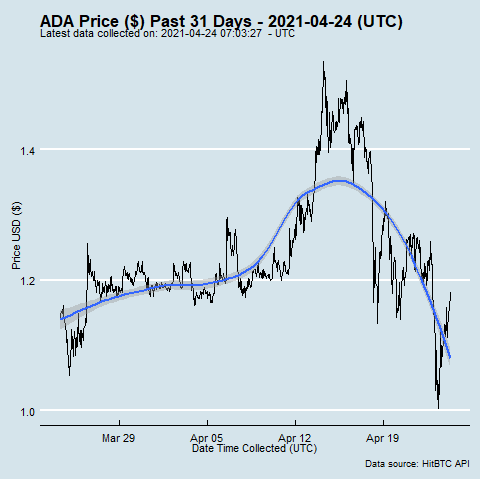 ADA Price ($) Past 31 Days - 2021-04-24 (UTC)
Latest data collected on: 2021-04-24 07:03:27 - UTC
1.4
1.2
1.0
Price USD ($)
Mar 29 Apr 05 Apr 12 Apr 19
Date Time Collected (UTC)
Data source: HitBTC API